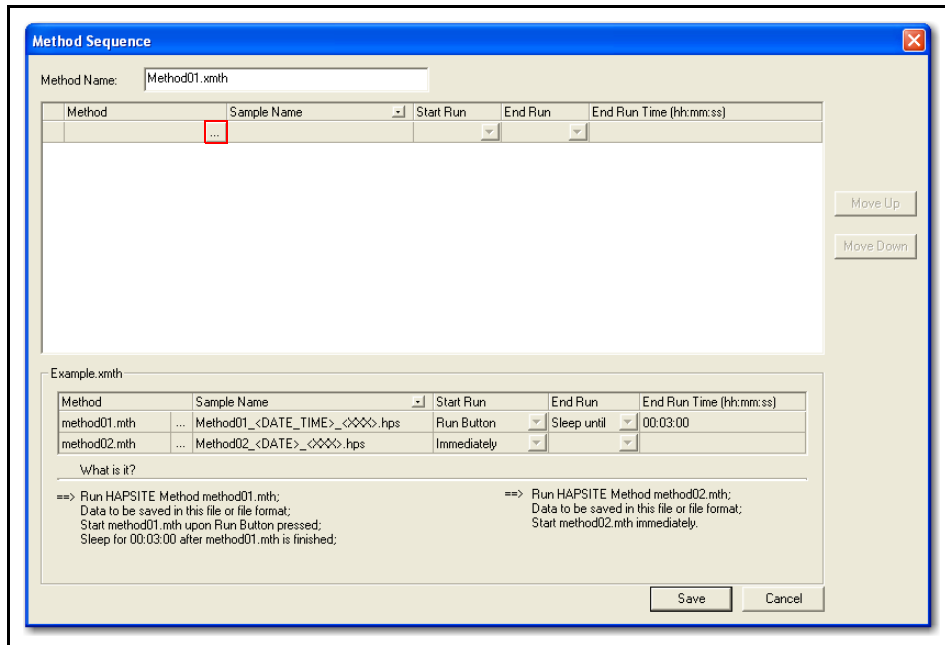 Method Sequence
Method Name: Method01.xmth
Method Sample Name Start Run End Run End Run Time (hh:mm:ss)
...
Move Up
Move Down
Example.xmth
Method Sample Name Start Run End Run End Run Time (hh:mm:ss)
method01.mth ... Method01_<DATE_TIME>_<XXX>.hps Run Button Sleep until 00:03:00
method02.mth ... Method02_<DATE>_<XXX>.hps Immediately
What is it?
==> Run HAPSITE Method method01.mth;
Data to be saved in this file or file format;
Start method01.mth upon Run Button pressed;
Sleep for 00:03:00 after method01.mth is finished;
==> Run HAPSITE Method method02.mth;
Data to be saved in this file or file format;
Start method02.mth immediately.
Save Cancel